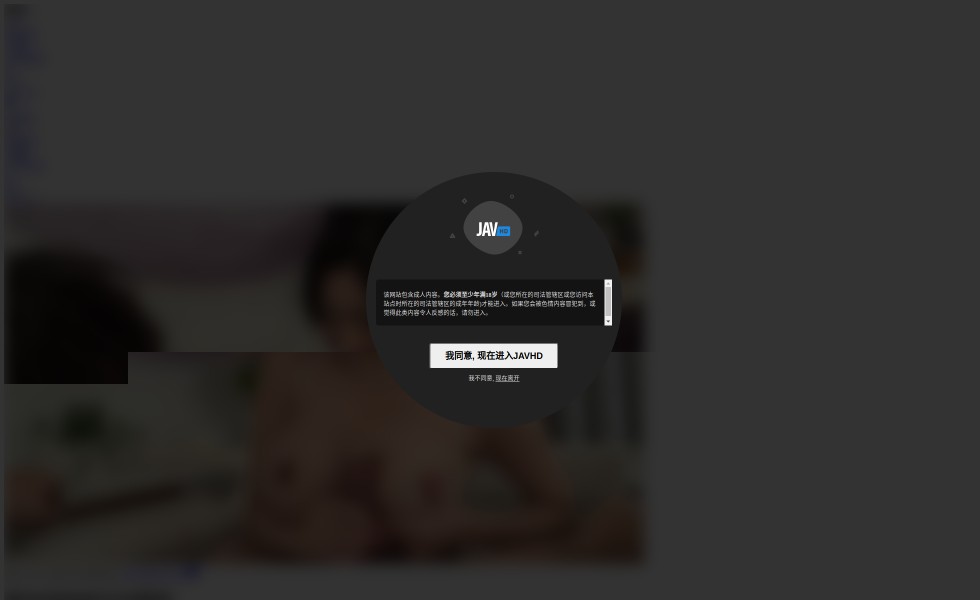 JAV HD
该网站包含成人内容。您必须至少年满18岁（或您所在的司法管辖区或您访问本
站点时所在的司法管辖区的成年年龄)才能进入。如果您会被色情内容冒犯到，或
觉得此类内容令人反感的话，请勿进入。
我同意, 现在进入JAVHD
我不同意, 现在离开